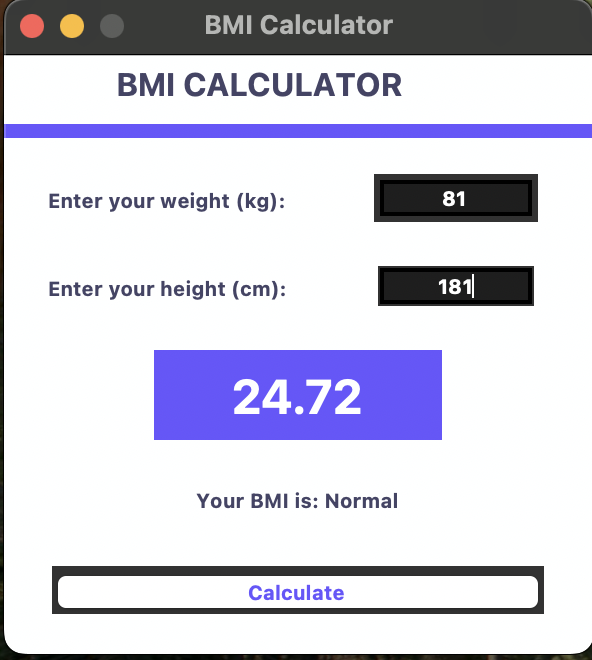 BMI Calculator
BMI CALCULATOR
Enter your weight (kg): 81
Enter your height (cm): 181
24.72
Your BMI is: Normal
Calculate